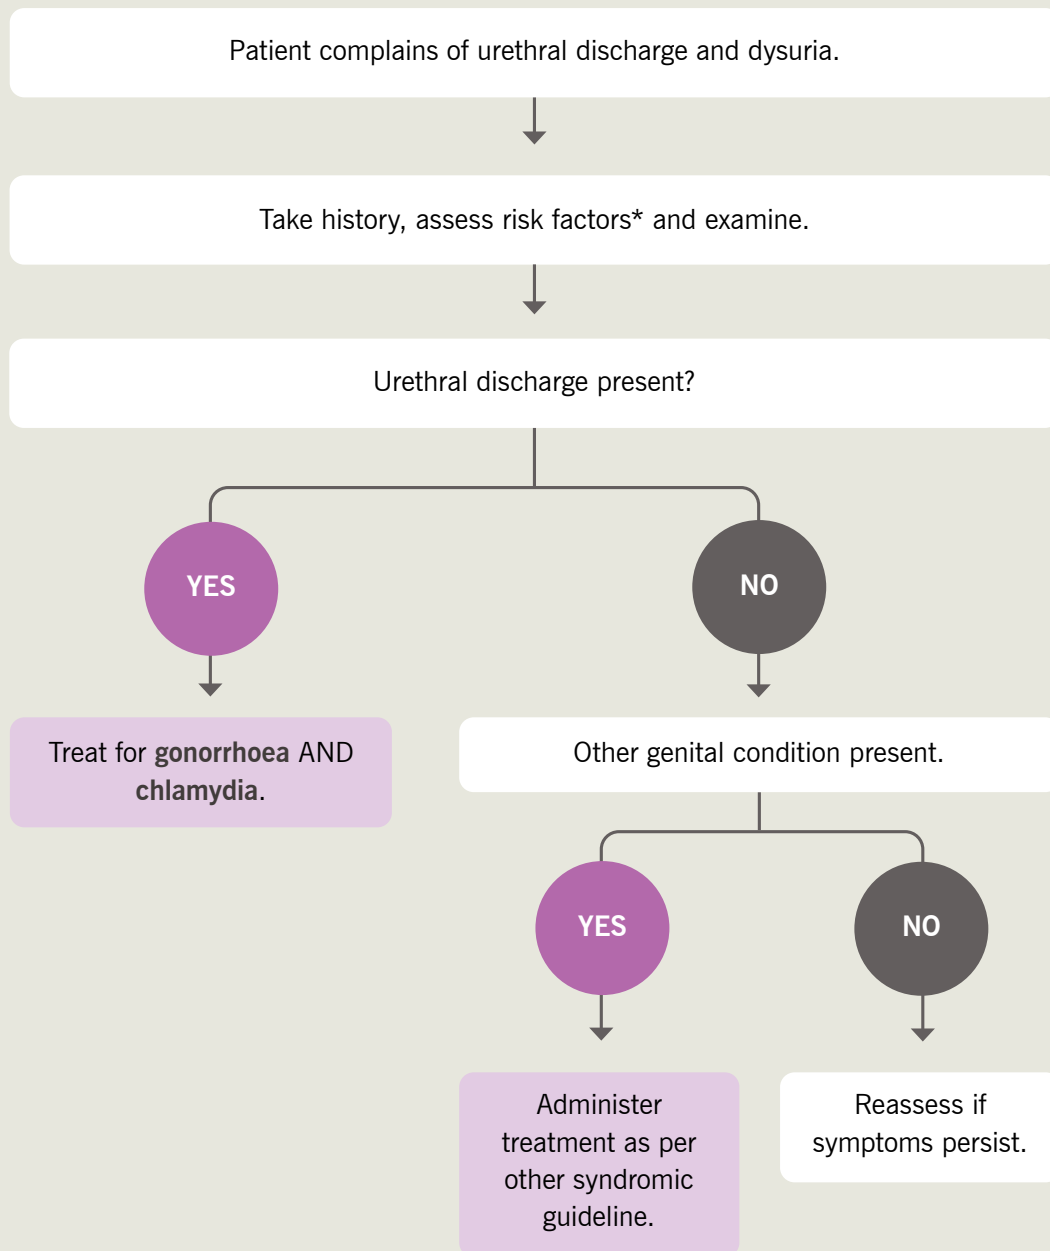 Patient complains of urethral discharge and dysuria.
Take history, assess risk factors* and examine.
Urethral discharge present?
YES
NO
Treat for gonorrhoea AND
chlamydia.
Other genital condition present.
YES
NO
Administer
treatment as per
other syndromic
guideline.
Reassess if
symptoms persist.